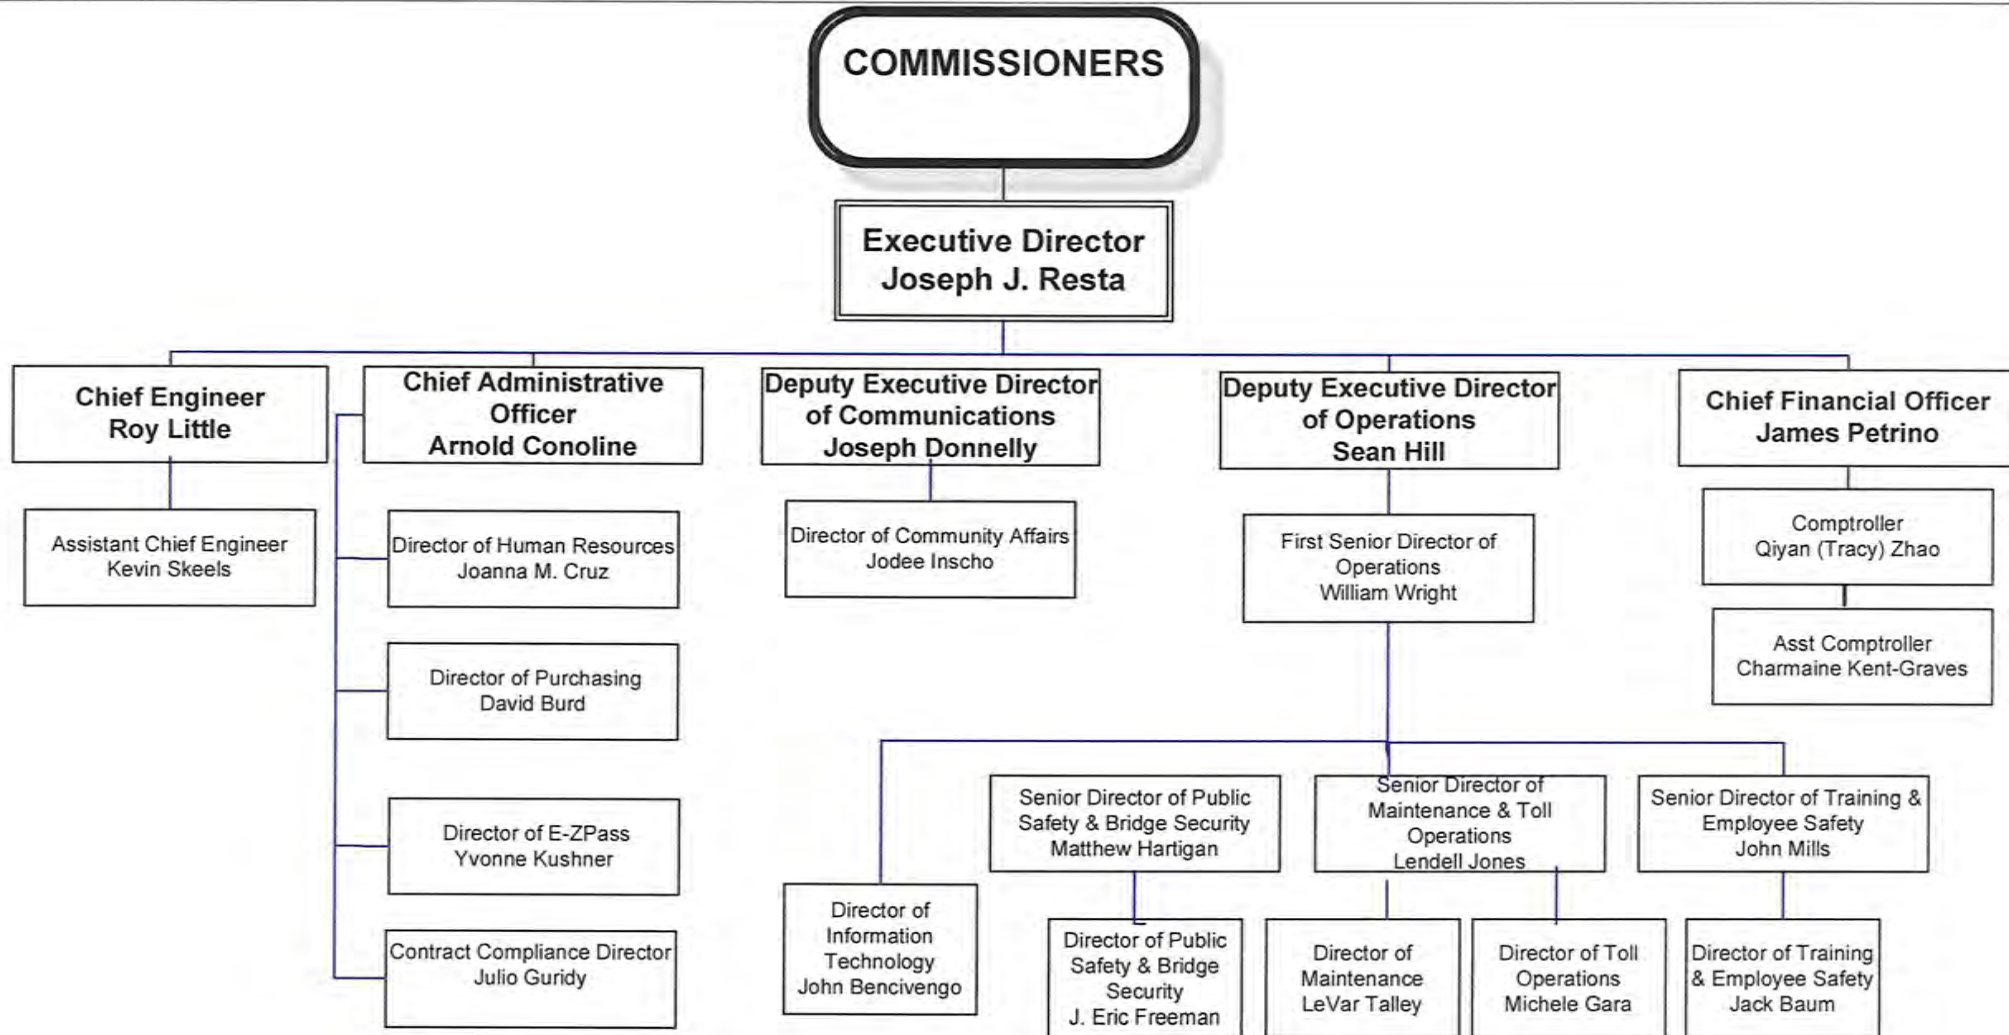 COMMISSIONERS
Executive Director
Joseph J. Resta
Chief Engineer
Roy Little
Chief Administrative
Officer
Arnold Conoline
Deputy Executive Director
of Communications
Joseph Donnelly
Deputy Executive Director
of Operations
Sean Hill
Chief Financial Officer
James Petrino
Assistant Chief Engineer
Kevin Skeels
Director of Human Resources
Joanna M. Cruz
Director of Purchasing
David Burd
Director of E-ZPass
Yvonne Kushner
Contract Compliance Director
Julio Guridy
Director of Community Affairs
Jodee Inscho
First Senior Director of
Operations
William Wright
Comptroller
Qiyan (Tracy) Zhao
Asst Comptroller
Charmaine Kent-Graves
Senior Director of Public
Safety & Bridge Security
Matthew Hartigan
Senior Director of
Maintenance & Toll
Operations
Lendell Jones
Senior Director of Training &
Employee Safety
John Mills
Director of
Information
Technology
John Bencivengo
Director of Public
Safety & Bridge
Security
J. Eric Freeman
Director of
Maintenance
LeVar Talley
Director of Toll
Operations
Michele Gara
Director of Training
& Employee Safety
Jack Baum